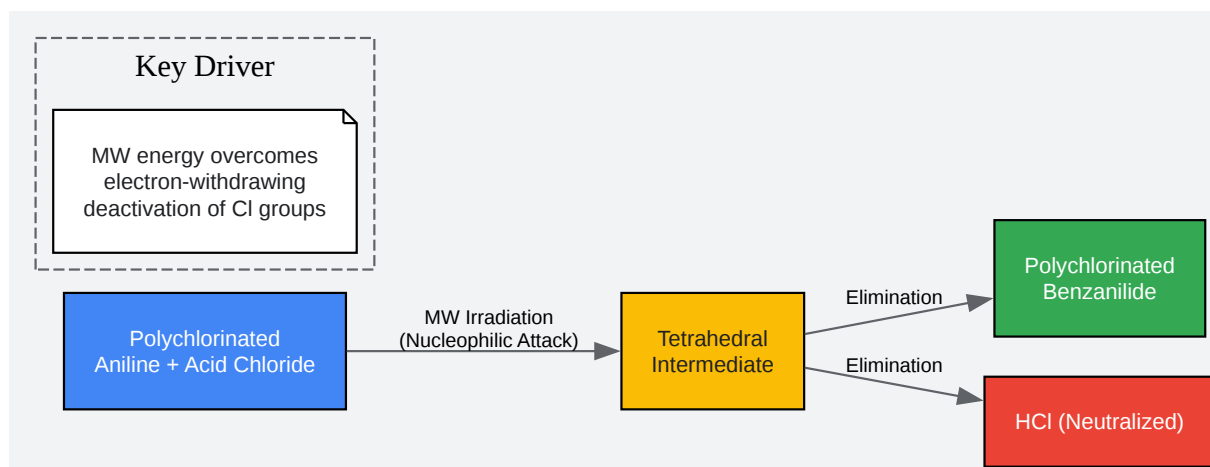 Key Driver
MW energy overcomes
electron-withdrawing
deactivation of Cl groups
Polychlorinated
Aniline + Acid Chloride
MW Irradiation
(Nucleophilic Attack)
Tetrahedral
Intermediate
Elimination
Polychlorinated
Benzanilide
Elimination
HCl (Neutralized)